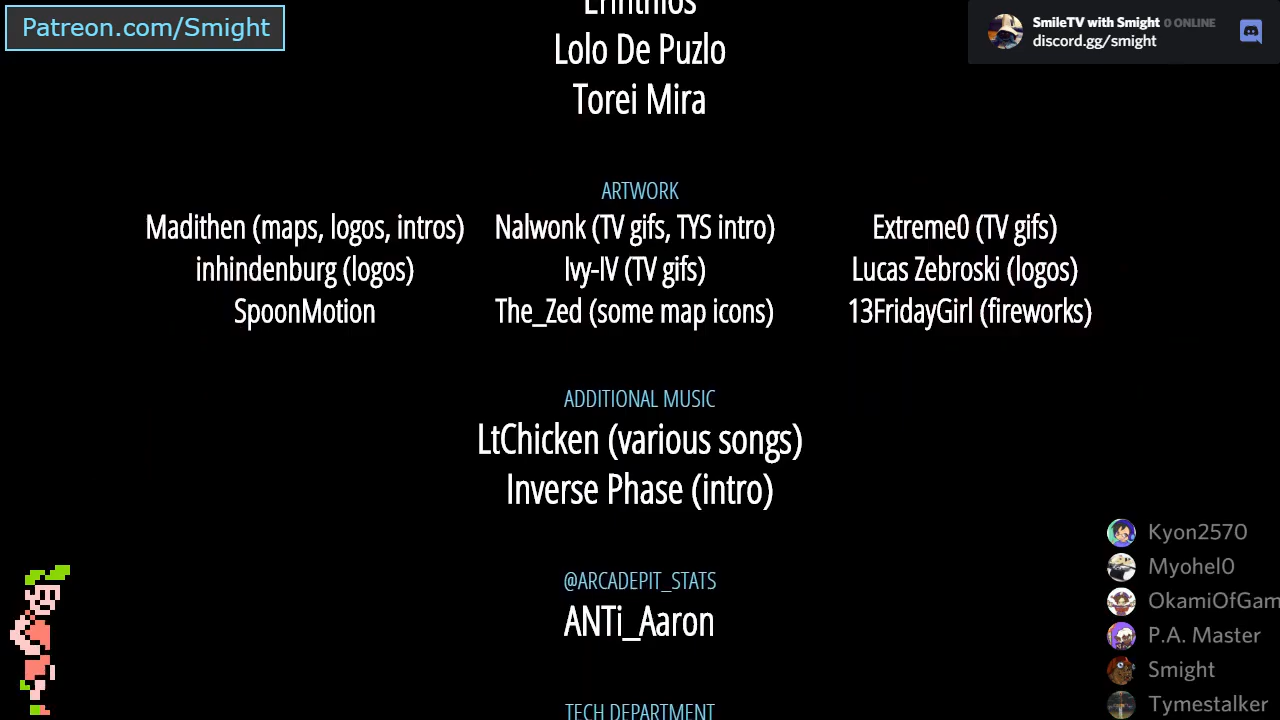 Patreon.com/Smight
SmileTV with Smight 0 ONLINE
discord.gg/smight
Lolo De Puzlo
Torei Mira
ARTWORK
Madithen (maps, logos, intros) Nalwonk (TV gifs, TYS intro) Extreme0 (TV gifs)
inhindenburg (logos) Ivy-IV (TV gifs) Lucas Zebroski (logos)
SpoonMotion The_Zed (some map icons) 13FridayGirl (fireworks)
ADDITIONAL MUSIC
LtChicken (various songs)
Inverse Phase (intro)
@ARCADEPIT_STATS
ANTi_Aaron
TECH DEPARTMENT
Kyon2570
Myohel0
OkamiOfGam
P.A. Master
Smight
Tymestalker